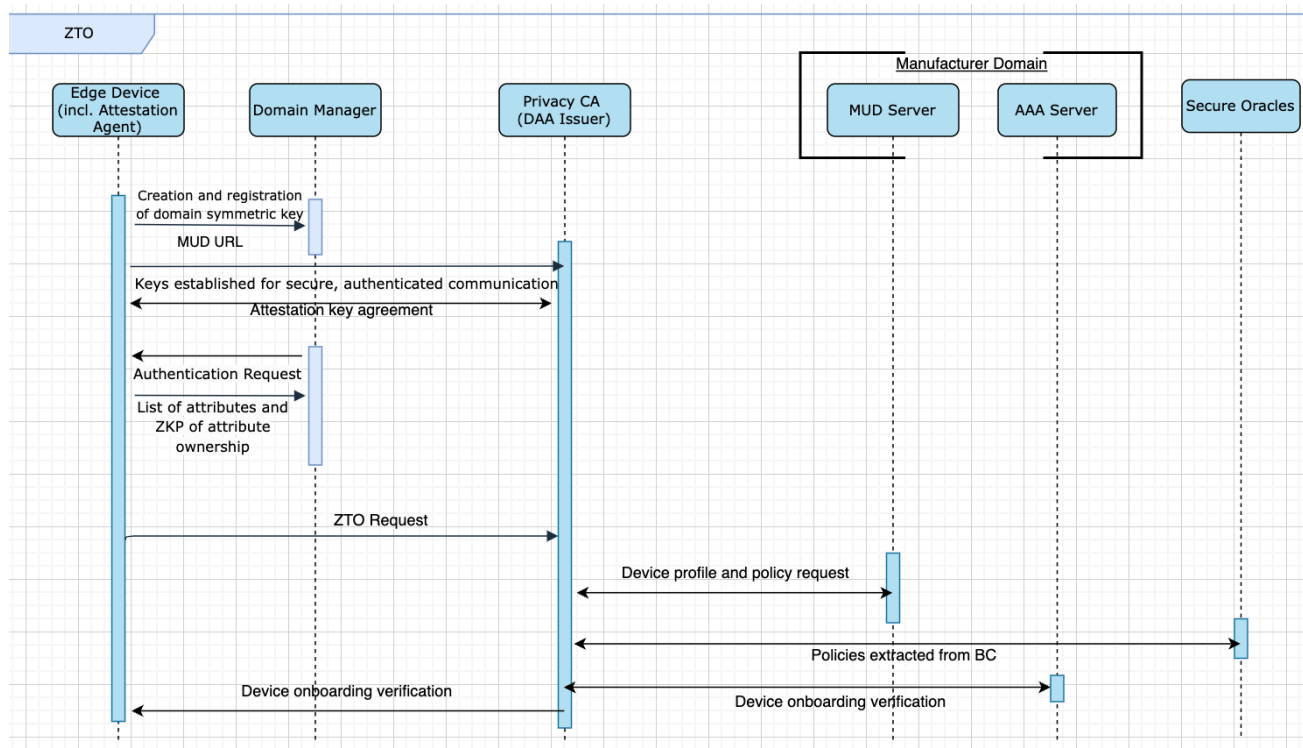 ZTO
Manufacturer Domain
Edge Device
(incl. Attestation
Agent)
Domain Manager
Privacy CA
(DAA Issuer)
MUD Server
AAA Server
Secure Oracles
Creation and registration
of domain symmetric key
MUD URL
Keys established for secure, authenticated communication
Attestation key agreement
Authentication Request
List of attributes and
ZKP of attribute
ownership
ZTO Request
Device profile and policy request
Policies extracted from BC
Device onboarding verification
Device onboarding verification